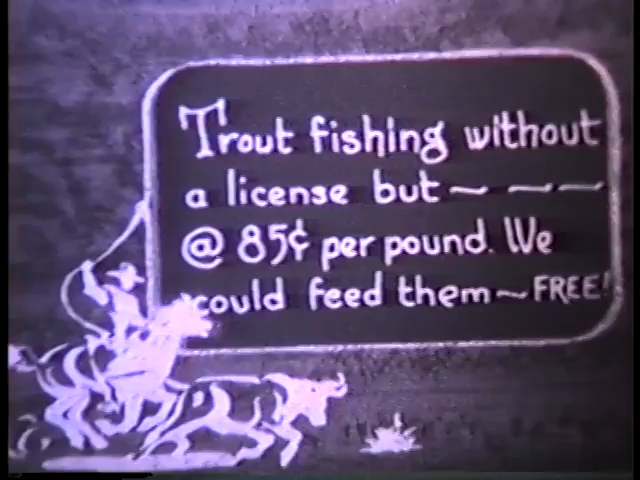 Trout fishing without
a license but ~ ~ ~
@ 85¢ per pound. We
could feed them ~ FREE!